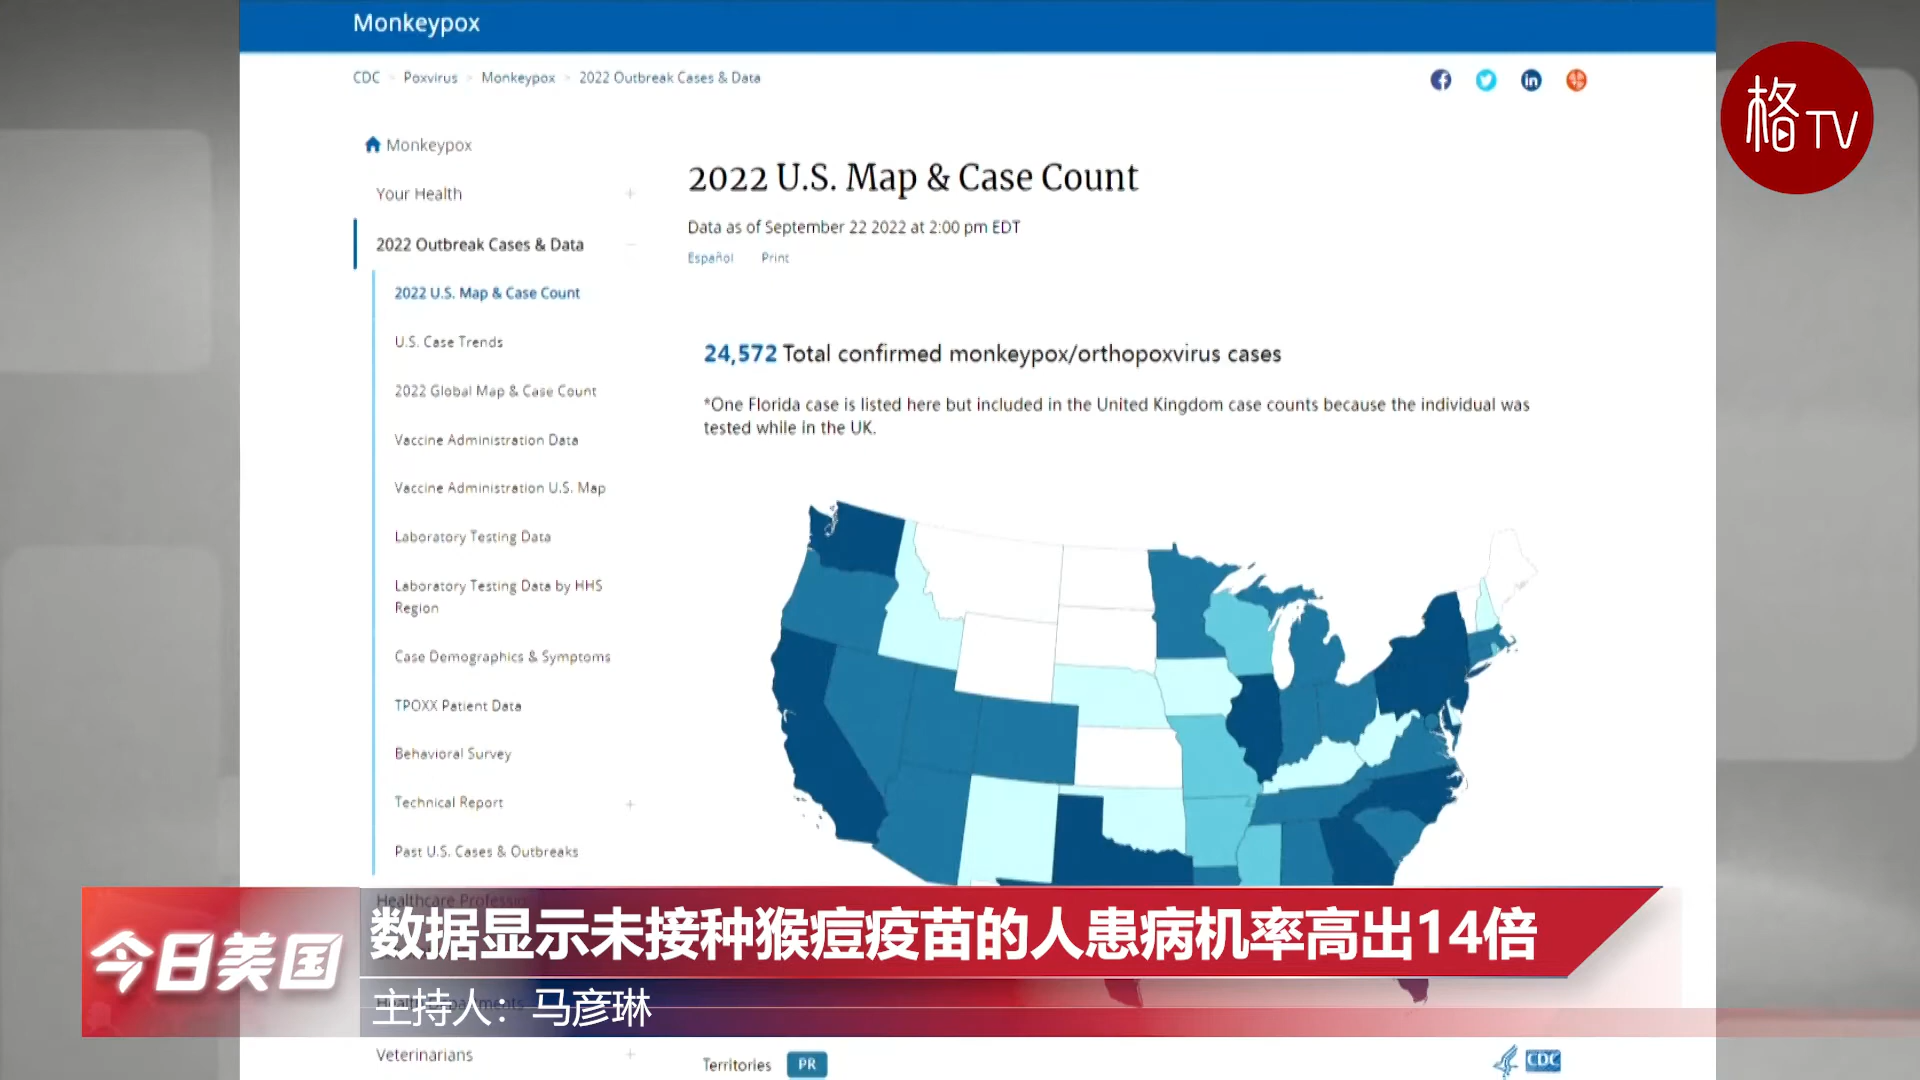 Monkeypox
CDC
Poxvirus
Monkeypox
2022 Outbreak Cases & Data
格TV
Monkeypox
Your Health
2022 Outbreak Cases & Data
2022 U.S. Map & Case Count
U.S. Case Trends
2022 Global Map & Case Count
Vaccine Administration Data
Vaccine Administration U.S. Map
Laboratory Testing Data
Laboratory Testing Data by HHS
Region
Case Demographics & Symptoms
TPOXX Patient Data
Behavioral Survey
Technical Report
Past U.S. Cases & Outbreaks
Veterinarians
2022 U.S. Map & Case Count
Data as of September 22 2022 at 2:00 pm EDT
Español
Print
24,572 Total confirmed monkeypox/orthopoxvirus cases
*One Florida case is listed here but included in the United Kingdom case counts because the individual was
tested while in the UK.
Territories
PR
CDC
今日美国
数据显示未接种猴痘疫苗的人患病机率高出14倍
主持人：马彦琳